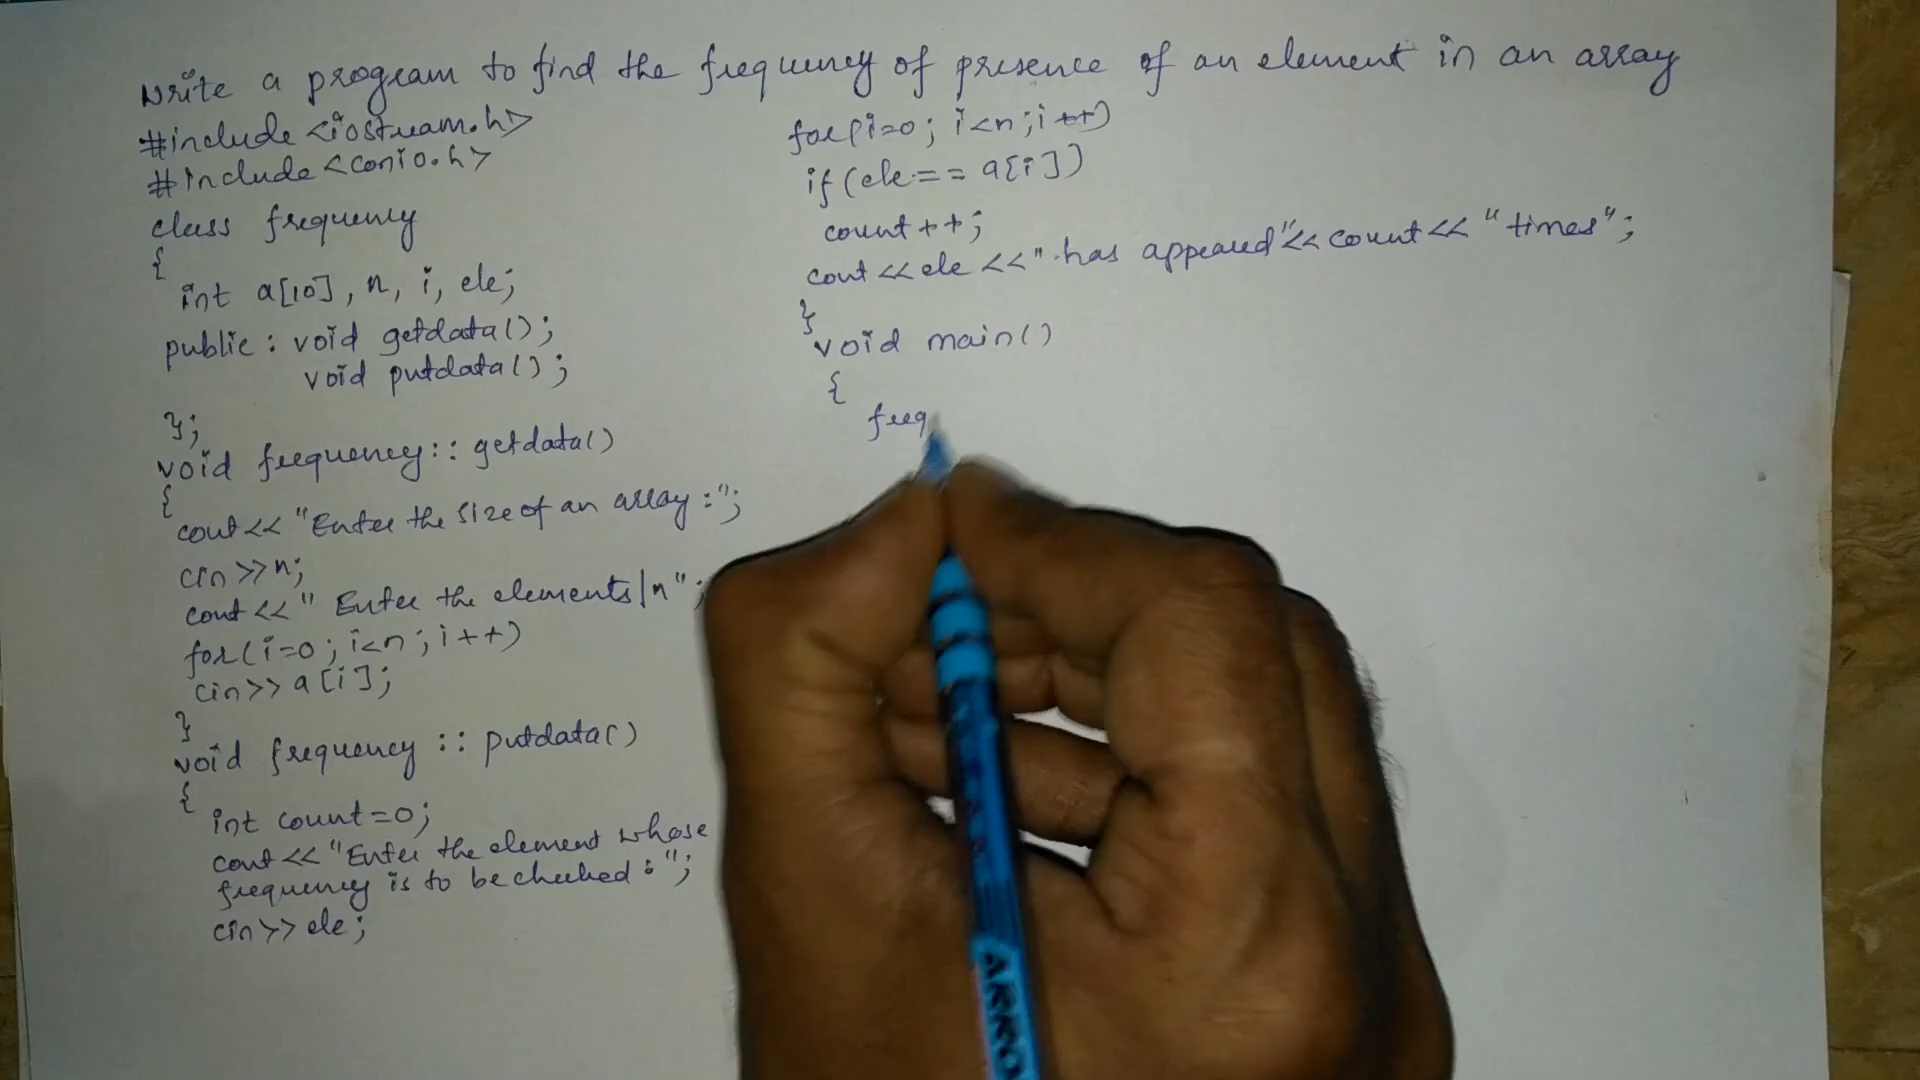 Write a program to find the frequency of presence of an element in an array
#include <iostream.h>
#include <conio.h>
class frequency
{
int a[10], n, i, ele;
public: void getdata();
void putdata();
};
void frequency:: getdata()
{
cout<< "Enter the size of an array :";
cin >>n;
cout<< " Enter the elements\n";
for(i=0; i<n; i++)
cin>> a[i];
}
void frequency :: putdata()
{
int count=0;
cout << "Enter the element whose
frequency is to be checked :";
cin>> ele;
for(i=0; i<n; i++)
if(ele== a[i])
count++;
cout << ele <<" has appeared"<< count<< "times";
}
void main()
{
freq
ARRO